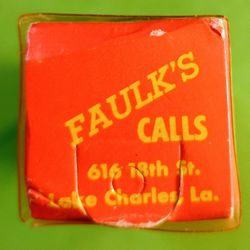 FAULK'S
CALLS
616 18th St.
Lake Charles, La.